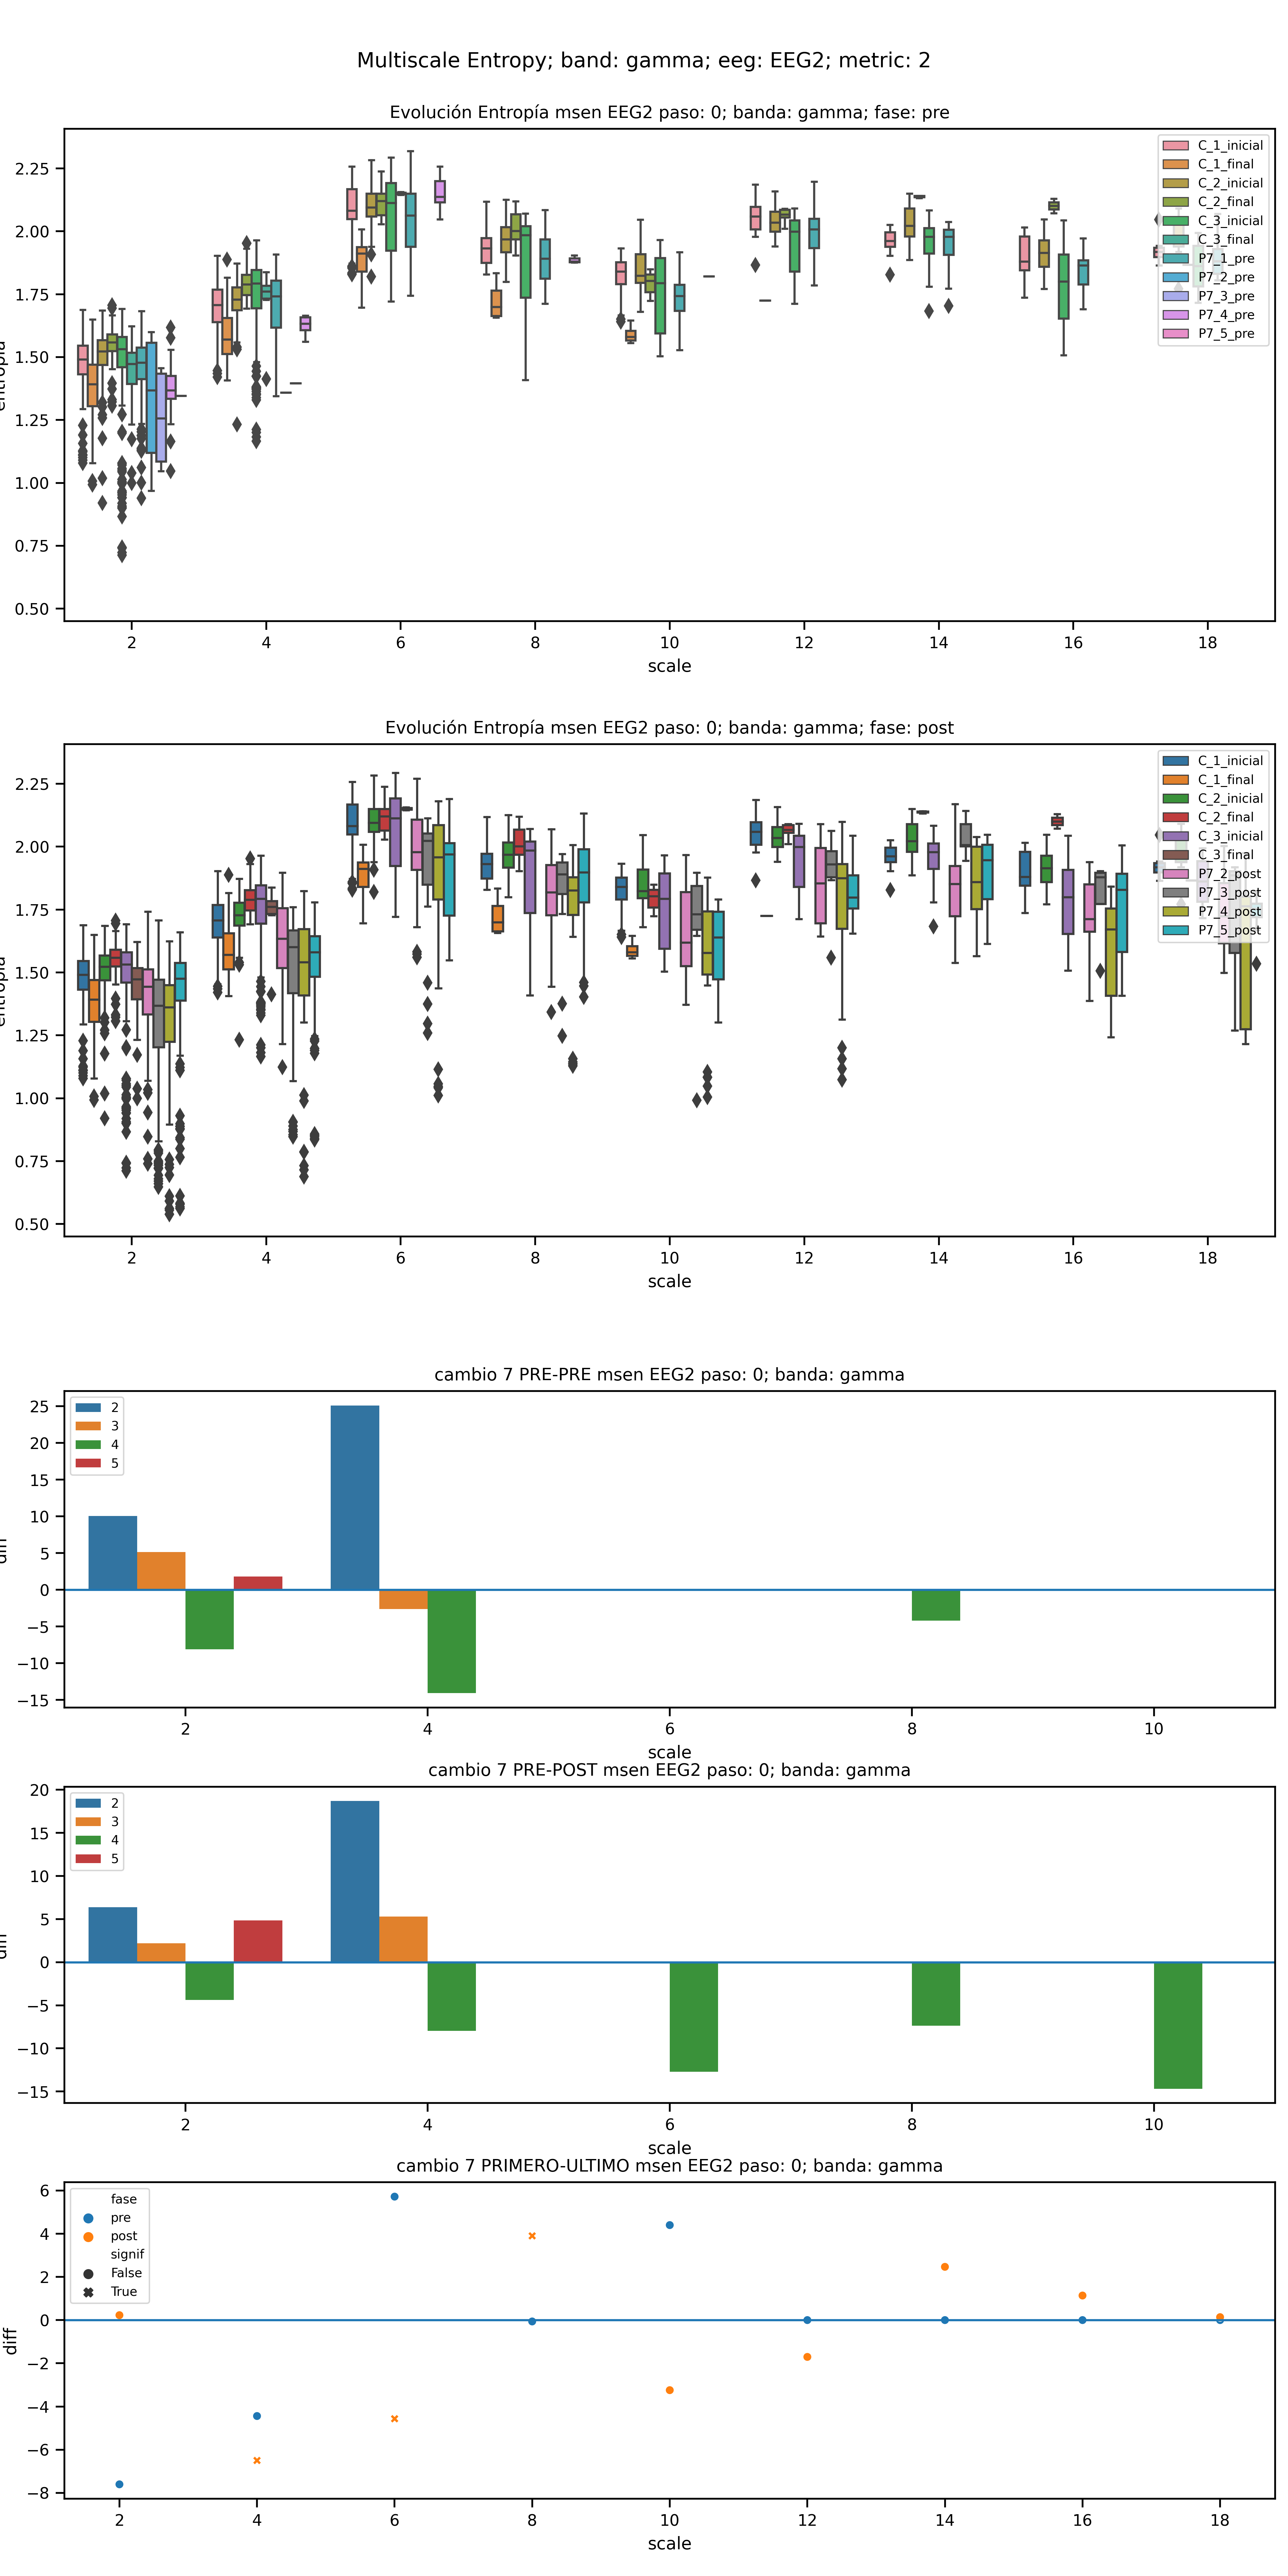 Multiscale Entropy; band: gamma; eeg: EEG2; metric: 2
Evolución Entropía msen EEG2 paso: 0; banda: gamma; fase: pre
2.25
2.00
1.75
1.50
1.25
1.00
0.75
0.50
C_1_inicial
C_1_final
C_2_inicial
C_2_final
C_3_inicial
C_3_final
P7_1_pre
P7_2_pre
P7_3_pre
P7_4_pre
P7_5_pre
2 4 6 8 10 12 14 16 18
scale
Evolución Entropía msen EEG2 paso: 0; banda: gamma; fase: post
2.25
2.00
1.75
1.50
1.25
1.00
0.75
0.50
C_1_inicial
C_1_final
C_2_inicial
C_2_final
C_3_inicial
C_3_final
P7_2_post
P7_3_post
P7_4_post
P7_5_post
2 4 6 8 10 12 14 16 18
scale
cambio 7 PRE-PRE msen EEG2 paso: 0; banda: gamma
25
20
15
10
5
0
−5
−10
−15
2
3
4
5
2 4 6 8 10
scale
cambio 7 PRE-POST msen EEG2 paso: 0; banda: gamma
20
15
10
5
0
−5
−10
−15
2
3
4
5
2 4 6 8 10
scale
cambio 7 PRIMERO-ULTIMO msen EEG2 paso: 0; banda: gamma
6
4
2
0
−2
−4
−6
−8
diff
fase
pre
post
signif
False
True
2 4 6 8 10 12 14 16 18
scale